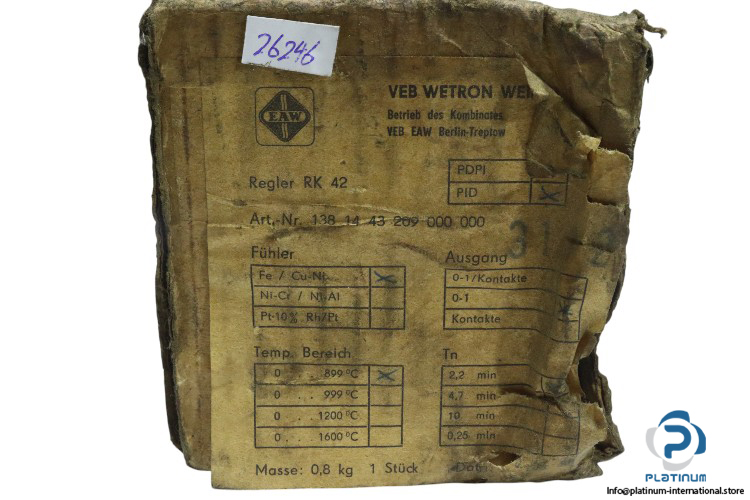 26246
EAW
VEB WETRON
Betrieb des Kombinates
VEB EAW Berlin-Treptow
Regler RK 42
PDPI
PID X
Art.-Nr. 138 14 43 209 000 000
Fühler
Fe / Cu-Ni X
Ni-Cr / Ni-Al
Pt-10% Rh/Pt
Ausgang
0-1/Kontakte
0-1
Kontakte
Temp. Bereich
0 . . . 899 °C X
0 . . . 999 °C
0 . . . 1200 °C
0 . . . 1600 °C
Tn
2,2 min
4,7 min
10 min
0,25 min
Masse: 0,8 kg 1 Stück
PLATINUM
INTERNATIONAL
Info@platinum-international.store